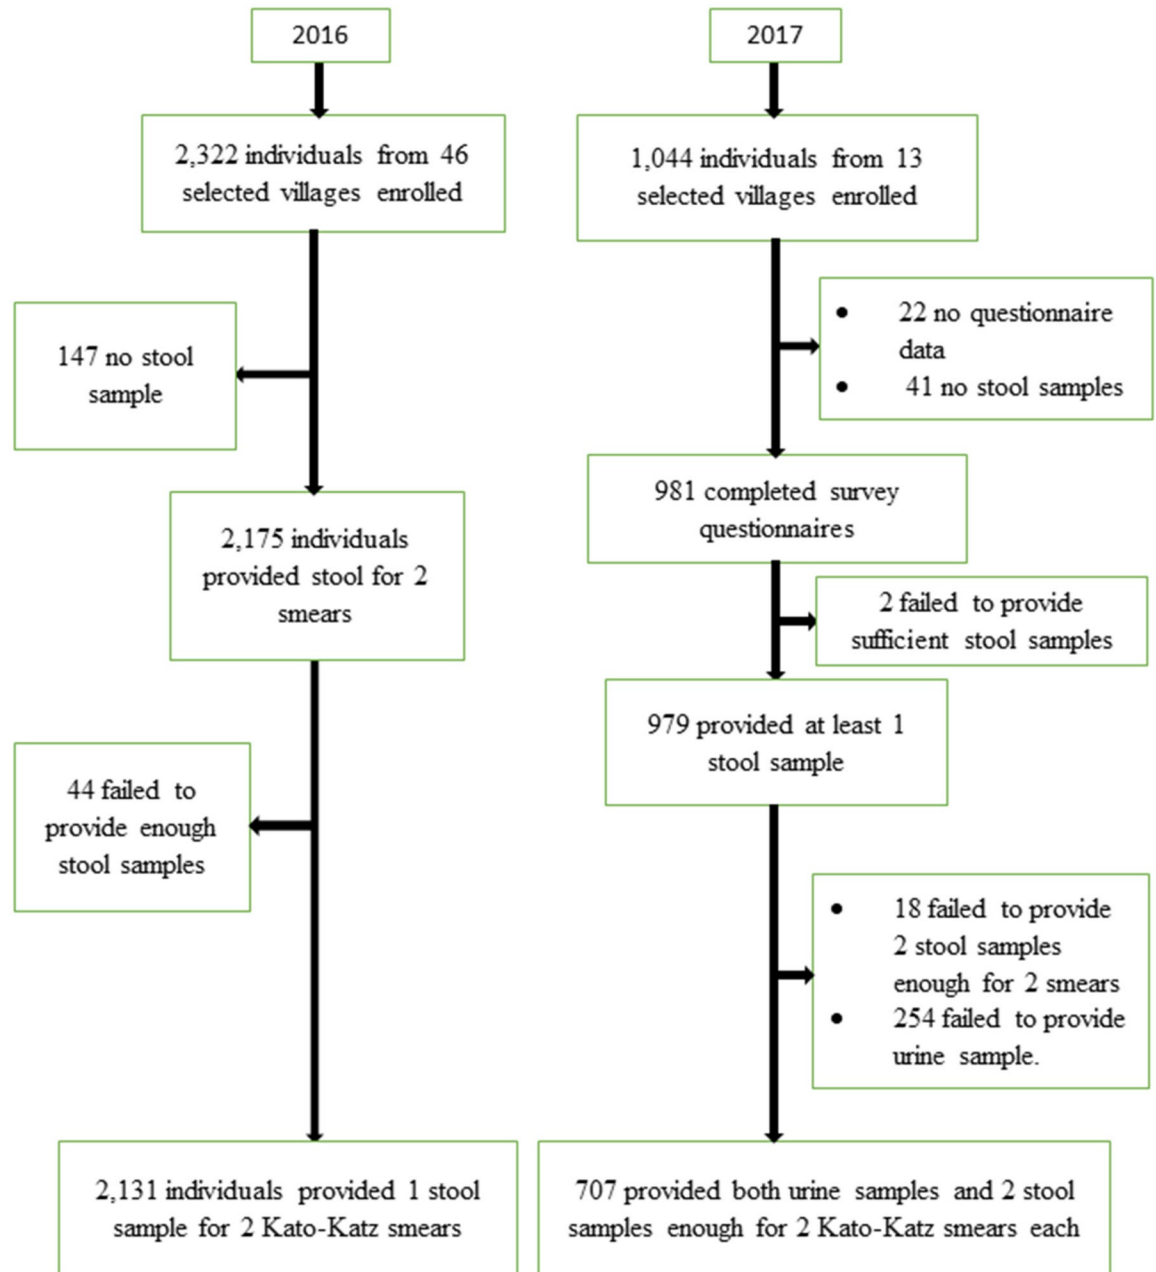 2016
2,322 individuals from 46
selected villages enrolled
147 no stool
sample
2,175 individuals
provided stool for 2
smears
44 failed to
provide enough
stool samples
2,131 individuals provided 1 stool
sample for 2 Kato-Katz smears
2017
1,044 individuals from 13
selected villages enrolled
• 22 no questionnaire
data
• 41 no stool samples
981 completed survey
questionnaires
2 failed to provide
sufficient stool samples
979 provided at least 1
stool sample
• 18 failed to provide
2 stool samples
enough for 2 smears
• 254 failed to provide
urine sample.
707 provided both urine samples and 2 stool
samples enough for 2 Kato-Katz smears each